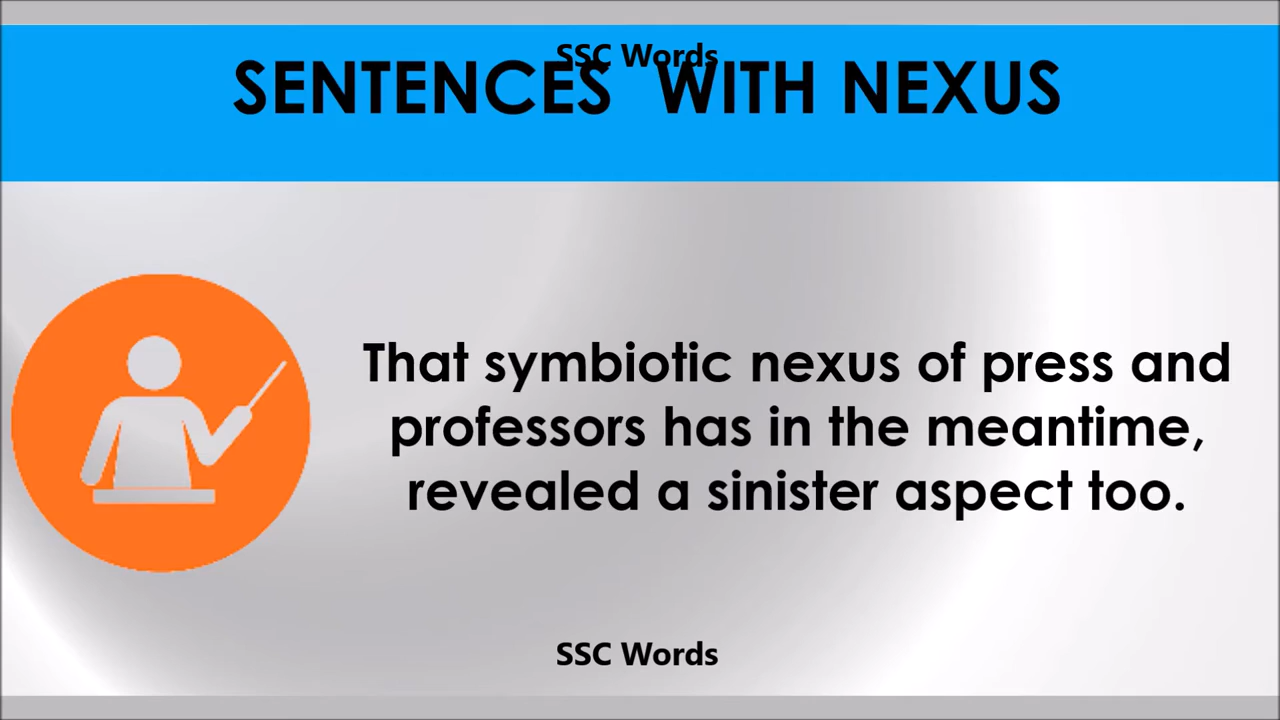 SSC Words
SENTENCES WITH NEXUS
That symbiotic nexus of press and
professors has in the meantime,
revealed a sinister aspect too.
SSC Words